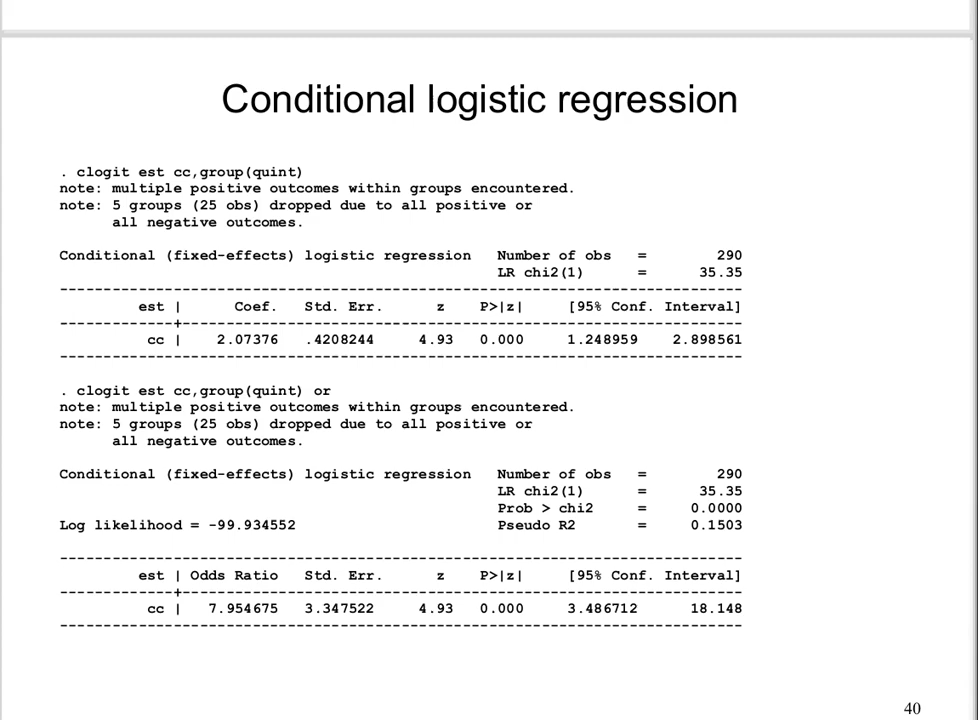 Conditional logistic regression
. clogit est cc,group(quint)
note: multiple positive outcomes within groups encountered.
note: 5 groups (25 obs) dropped due to all positive or
      all negative outcomes.
Conditional (fixed-effects) logistic regression   Number of obs   =        290
                                                  LR chi2(1)      =      35.35
------------------------------------------------------------------------------
         est |      Coef.   Std. Err.      z    P>|z|     [95% Conf. Interval]
-------------+----------------------------------------------------------------
          cc |    2.07376   .4208244     4.93   0.000     1.248959    2.898561
------------------------------------------------------------------------------
. clogit est cc,group(quint) or
note: multiple positive outcomes within groups encountered.
note: 5 groups (25 obs) dropped due to all positive or
      all negative outcomes.
Conditional (fixed-effects) logistic regression   Number of obs   =        290
                                                  LR chi2(1)      =      35.35
                                                  Prob > chi2     =     0.0000
Log likelihood = -99.934552                       Pseudo R2       =     0.1503
------------------------------------------------------------------------------
         est | Odds Ratio   Std. Err.      z    P>|z|     [95% Conf. Interval]
-------------+----------------------------------------------------------------
          cc |   7.954675   3.347522     4.93   0.000     3.486712      18.148
------------------------------------------------------------------------------
40